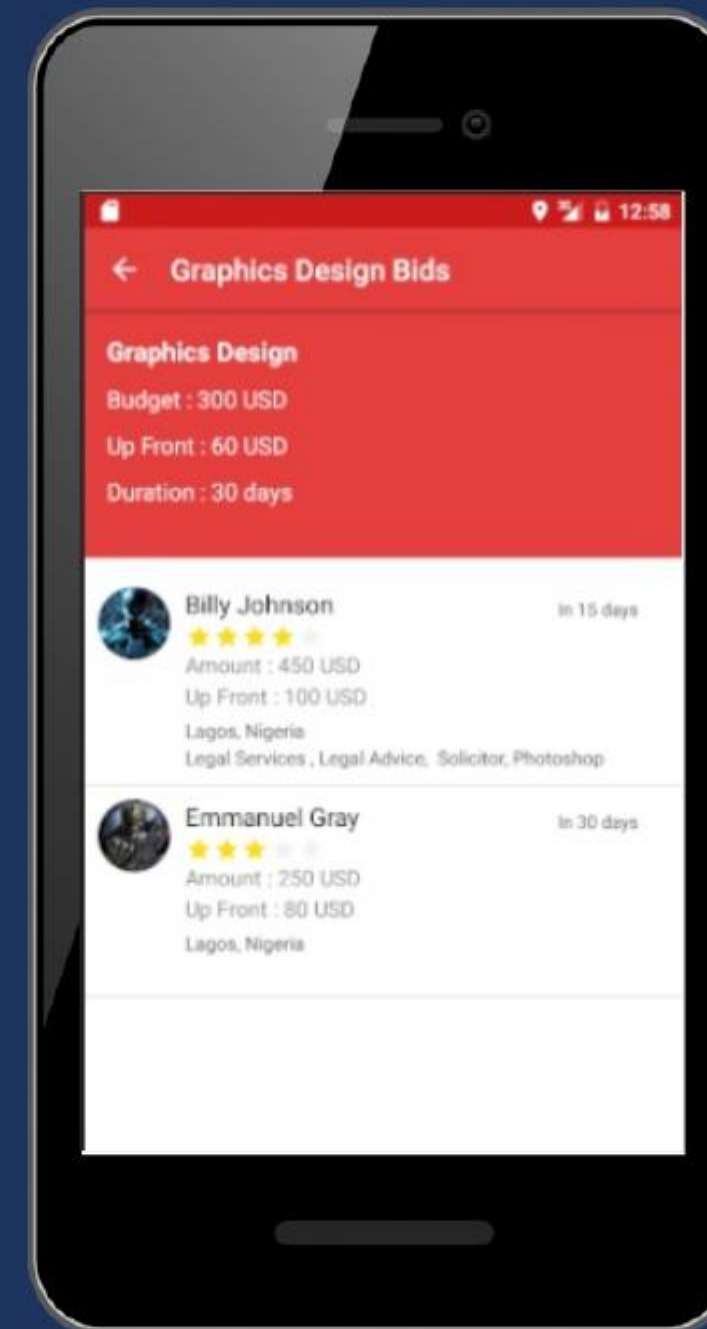 12:58
Graphics Design Bids
Graphics Design
Budget : 300 USD
Up Front : 60 USD
Duration : 30 days
Billy Johnson
In 15 days
Amount : 450 USD
Up Front : 100 USD
Lagos, Nigeria
Legal Services , Legal Advice, Solicitor, Photoshop
Emmanuel Gray
In 30 days
Amount : 250 USD
Up Front : 80 USD
Lagos, Nigeria